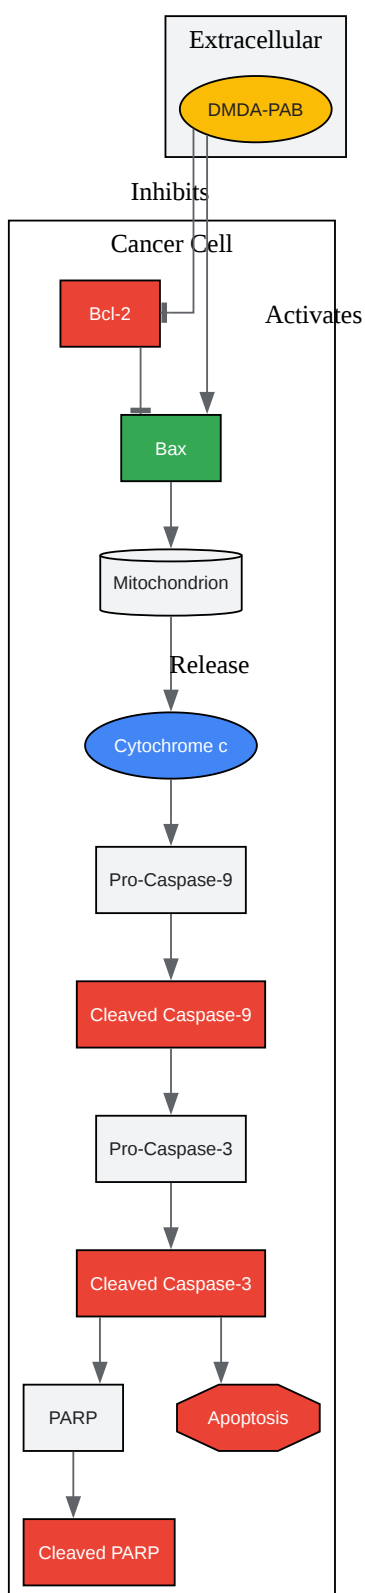 Extracellular
DMDA-PAB
Inhibits
Cancer Cell
Bcl-2
Activates
Bax
Mitochondrion
Release
Cytochrome c
Pro-Caspase-9
Cleaved Caspase-9
Pro-Caspase-3
Cleaved Caspase-3
PARP
Apoptosis
Cleaved PARP